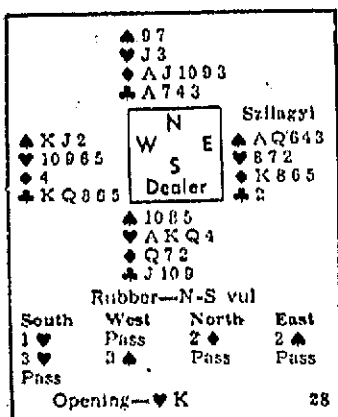 ♠ 9 7
♥ J 3
♦ A J 10 9 3
♣ A 7 4 3
Szilagyi
♠ K J 2
♥ 10 9 6 5
♦ 4
♣ K Q 8 6 5
N
W E
S
Dealer
♠ A Q 6 4 3
♥ 8 7 2
♦ K 8 6 5
♣ 2
♠ 10 8 5
♥ A K Q 4
♦ Q 7 2
♣ J 10 9
Rubber—N-S vul
South West North East
1 ♥ Pass 2 ♦ 2 ♠
3 ♥ 3 ♠ Pass Pass
Pass
Opening—♥ K 28